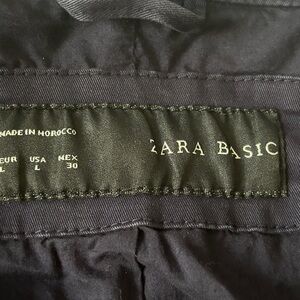 MADE IN MOROCCO
ZARA BASIC
EUR USA MEX
L L 30